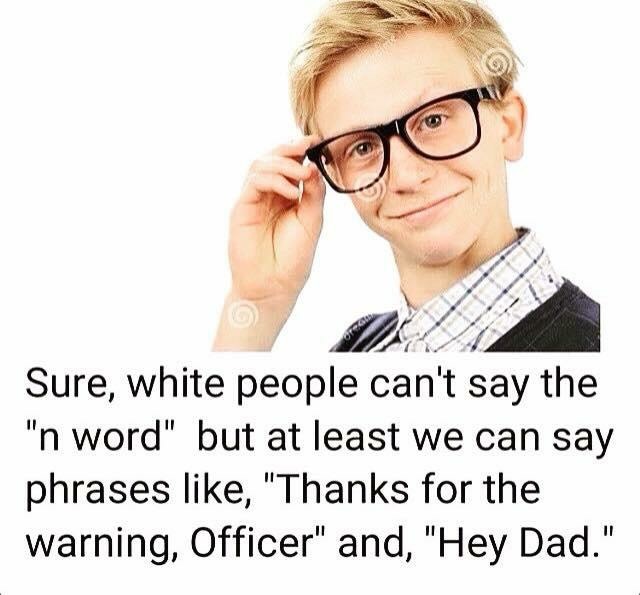 Sure, white people can't say the
"n word" but at least we can say
phrases like, "Thanks for the
warning, Officer" and, "Hey Dad."